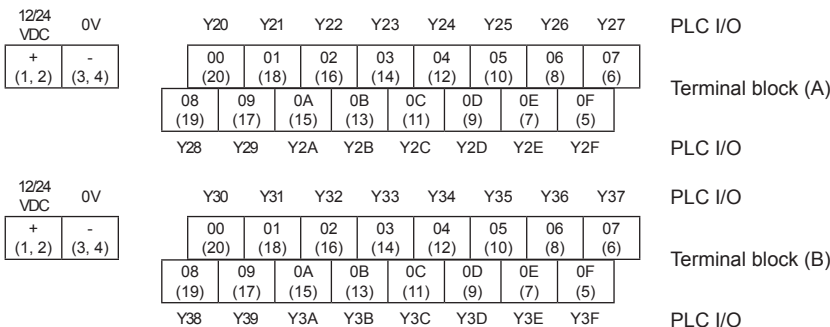 12/24 VDC 0V Y20 Y21 Y22 Y23 Y24 Y25 Y26 Y27 PLC I/O
+ - 00 01 02 03 04 05 06 07
(1, 2) (3, 4) (20) (18) (16) (14) (12) (10) (8) (6)
Terminal block (A)
08 09 0A 0B 0C 0D 0E 0F
(19) (17) (15) (13) (11) (9) (7) (5)
Y28 Y29 Y2A Y2B Y2C Y2D Y2E Y2F PLC I/O
12/24 VDC 0V Y30 Y31 Y32 Y33 Y34 Y35 Y36 Y37 PLC I/O
+ - 00 01 02 03 04 05 06 07
(1, 2) (3, 4) (20) (18) (16) (14) (12) (10) (8) (6)
Terminal block (B)
08 09 0A 0B 0C 0D 0E 0F
(19) (17) (15) (13) (11) (9) (7) (5)
Y38 Y39 Y3A Y3B Y3C Y3D Y3E Y3F PLC I/O